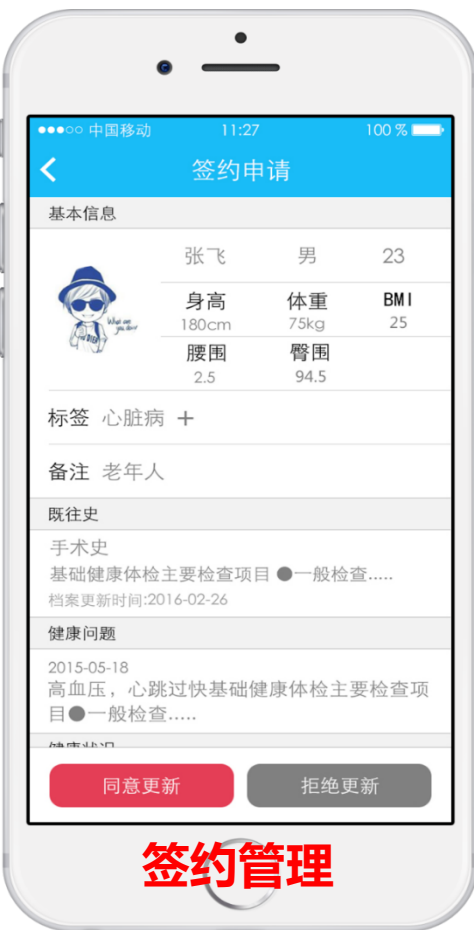 中国移动 11:27 100 %
签约申请
基本信息
张飞 男 23
身高 体重 BMI
180cm 75kg 25
腰围 臀围
2.5 94.5
标签 心脏病 +
备注 老年人
既往史
手术史
基础健康体检主要检查项目●一般检查.....
档案更新时间:2016-02-26
健康问题
2015-05-18
高血压，心跳过快基础健康体检主要检查项
目●一般检查.....
健康状况
同意更新 拒绝更新
签约管理